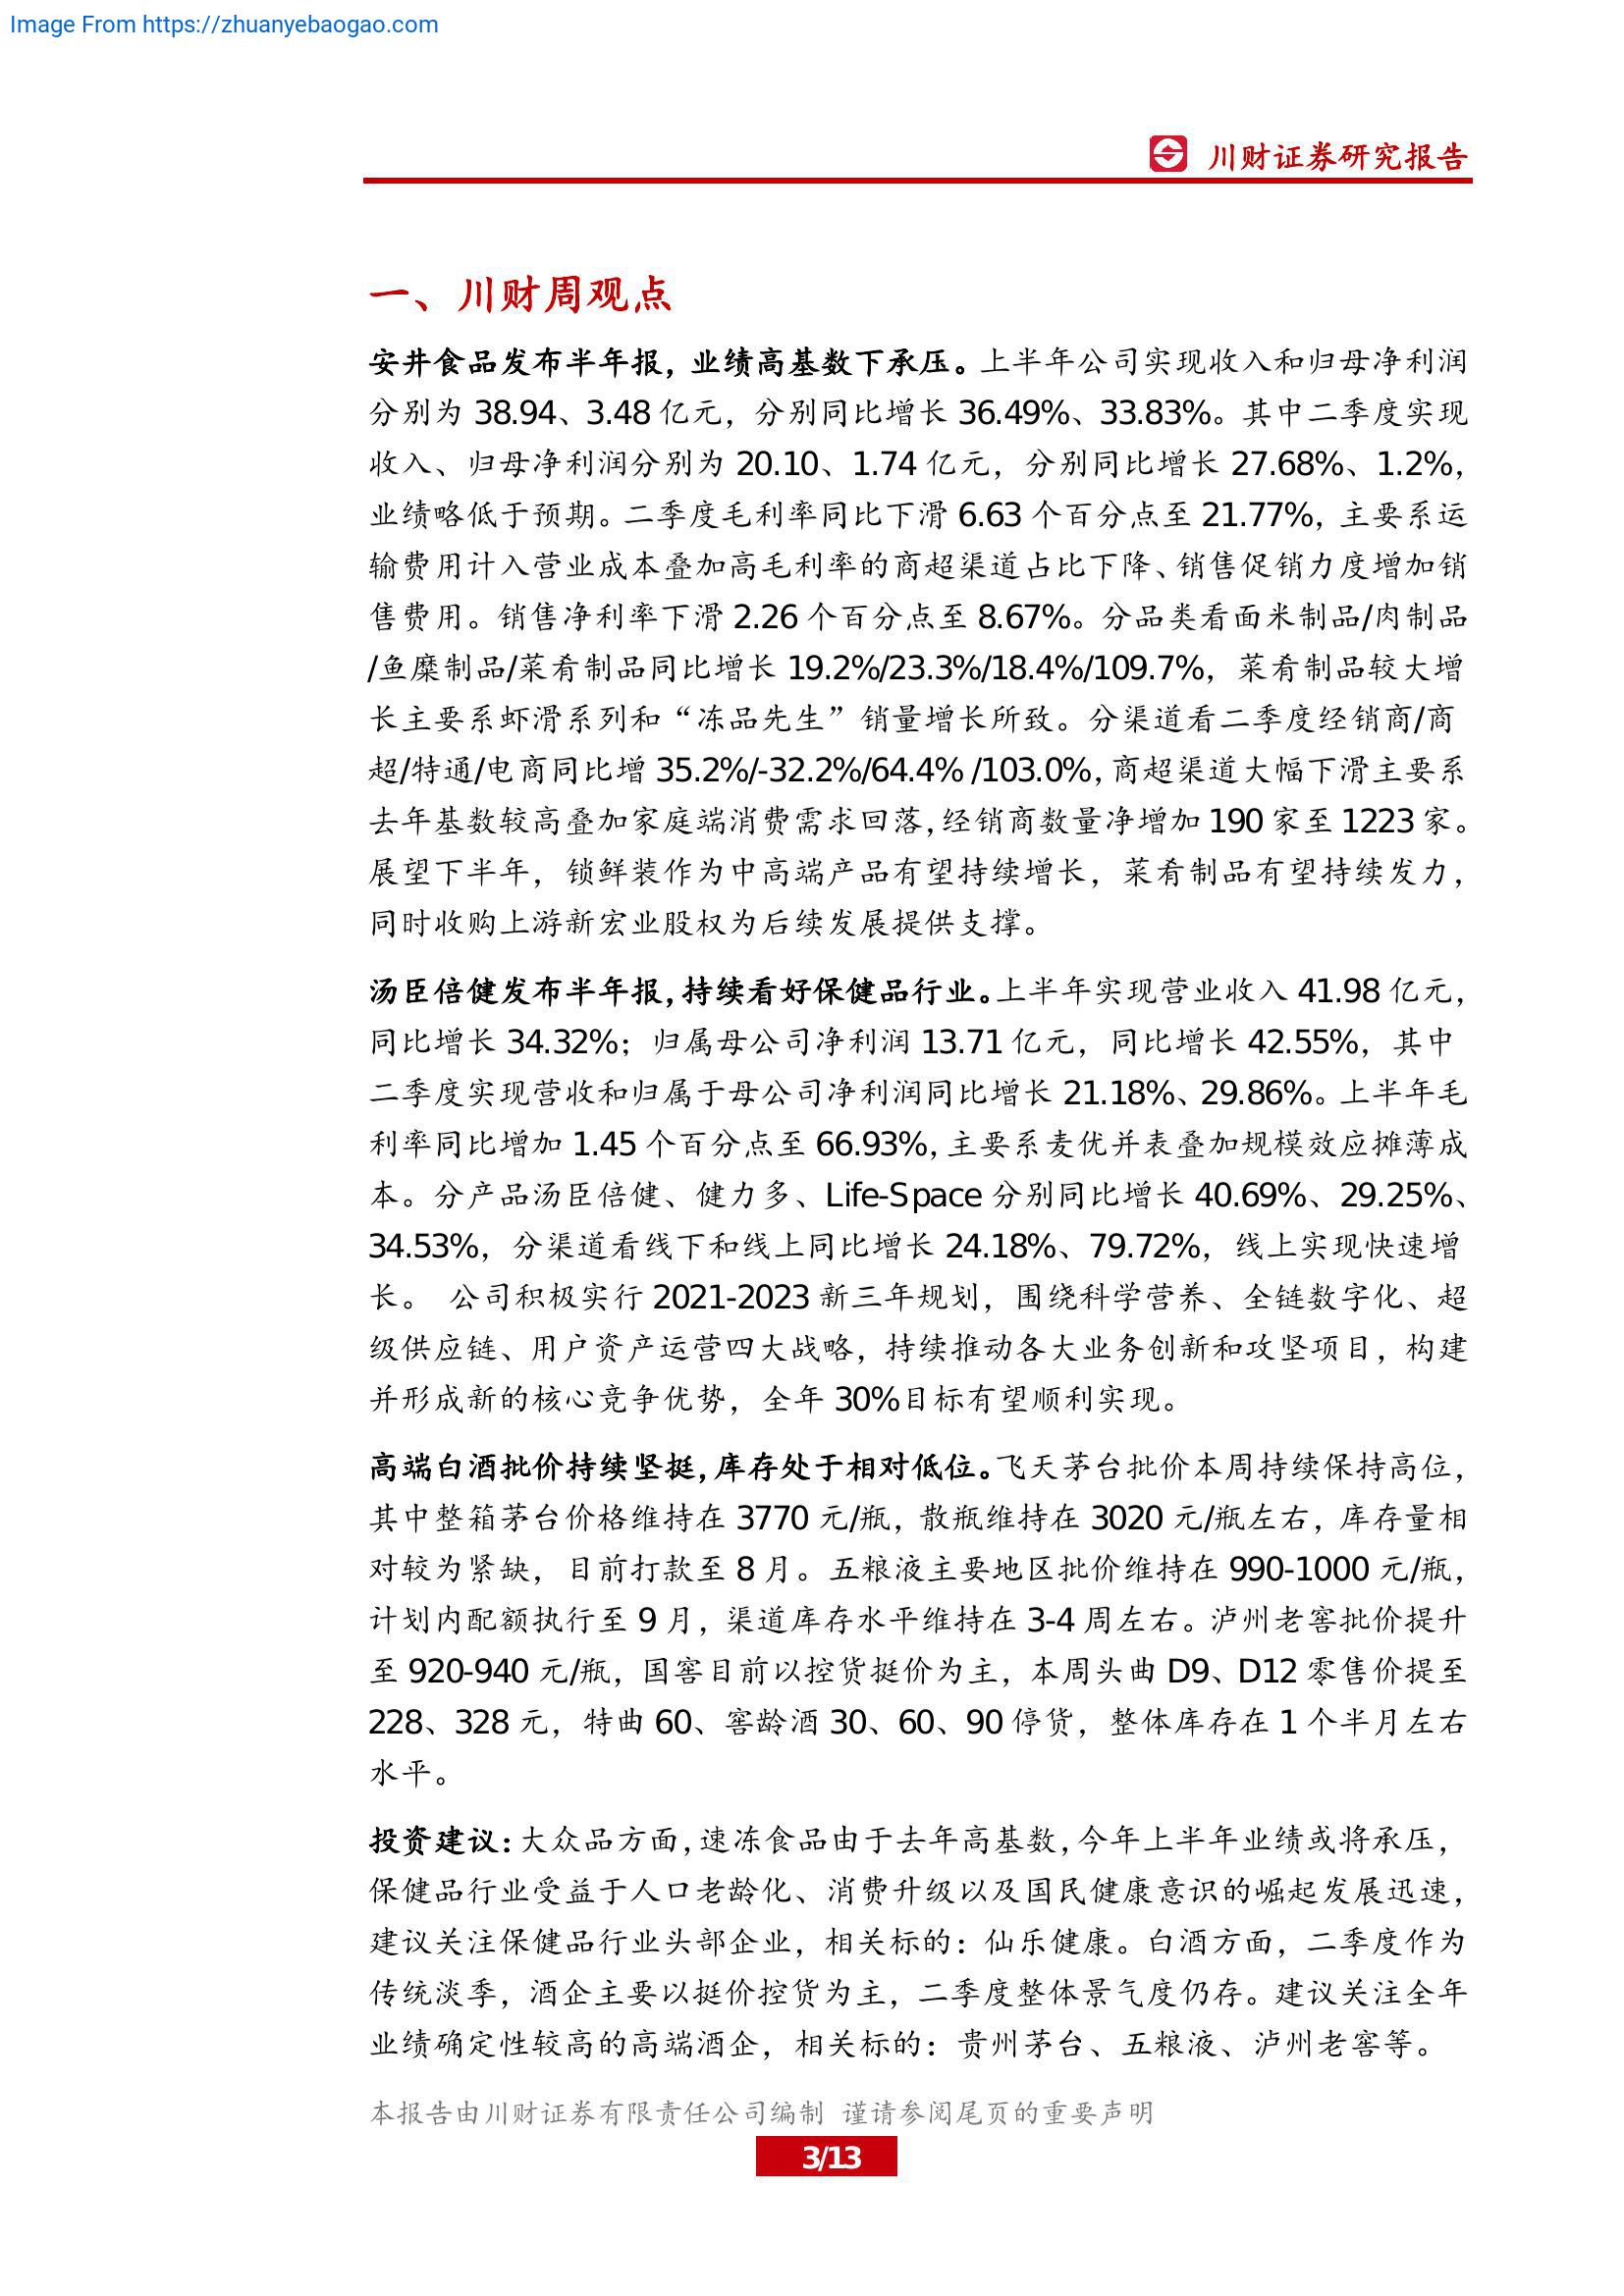 Image From https://zhuanyebaogao.com
川财证券研究报告
一、川财周观点
安井食品发布半年报，业绩高基数下承压。上半年公司实现收入和归母净利润
分别为 38.94、3.48 亿元，分别同比增长 36.49%、33.83%。其中二季度实现
收入、归母净利润分别为 20.10、1.74 亿元，分别同比增长 27.68%、1.2%，
业绩略低于预期。二季度毛利率同比下滑 6.63 个百分点至 21.77%，主要系运
输费用计入营业成本叠加高毛利率的商超渠道占比下降、销售促销力度增加销
售费用。销售净利率下滑 2.26 个百分点至 8.67%。分品类看面米制品/肉制品
/鱼糜制品/菜肴制品同比增长 19.2%/23.3%/18.4%/109.7%，菜肴制品较大增
长主要系虾滑系列和“冻品先生”销量增长所致。分渠道看二季度经销商/商
超/特通/电商同比增 35.2%/-32.2%/64.4% /103.0%，商超渠道大幅下滑主要系
去年基数较高叠加家庭端消费需求回落，经销商数量净增加 190 家至 1223 家。
展望下半年，锁鲜装作为中高端产品有望持续增长，菜肴制品有望持续发力，
同时收购上游新宏业股权为后续发展提供支撑。
汤臣倍健发布半年报，持续看好保健品行业。上半年实现营业收入 41.98 亿元，
同比增长 34.32%；归属母公司净利润 13.71 亿元，同比增长 42.55%，其中
二季度实现营收和归属于母公司净利润同比增长 21.18%、29.86%。上半年毛
利率同比增加 1.45 个百分点至 66.93%，主要系麦优并表叠加规模效应摊薄成
本。分产品汤臣倍健、健力多、Life-Space 分别同比增长 40.69%、29.25%、
34.53%，分渠道看线下和线上同比增长 24.18%、79.72%，线上实现快速增
长。 公司积极实行 2021-2023 新三年规划，围绕科学营养、全链数字化、超
级供应链、用户资产运营四大战略，持续推动各大业务创新和攻坚项目，构建
并形成新的核心竞争优势，全年 30%目标有望顺利实现。
高端白酒批价持续坚挺，库存处于相对低位。飞天茅台批价本周持续保持高位，
其中整箱茅台价格维持在 3770 元/瓶，散瓶维持在 3020 元/瓶左右，库存量相
对较为紧缺，目前打款至 8 月。五粮液主要地区批价维持在 990-1000 元/瓶，
计划内配额执行至 9 月，渠道库存水平维持在 3-4 周左右。泸州老窖批价提升
至 920-940 元/瓶，国窖目前以控货挺价为主，本周头曲 D9、D12 零售价提至
228、328 元，特曲 60、窖龄酒 30、60、90 停货，整体库存在 1 个半月左右
水平。
投资建议：大众品方面，速冻食品由于去年高基数，今年上半年业绩或将承压，
保健品行业受益于人口老龄化、消费升级以及国民健康意识的崛起发展迅速，
建议关注保健品行业头部企业，相关标的：仙乐健康。白酒方面，二季度作为
传统淡季，酒企主要以挺价控货为主，二季度整体景气度仍存。建议关注全年
业绩确定性较高的高端酒企，相关标的：贵州茅台、五粮液、泸州老窖等。
本报告由川财证券有限责任公司编制 谨请参阅尾页的重要声明
3/13